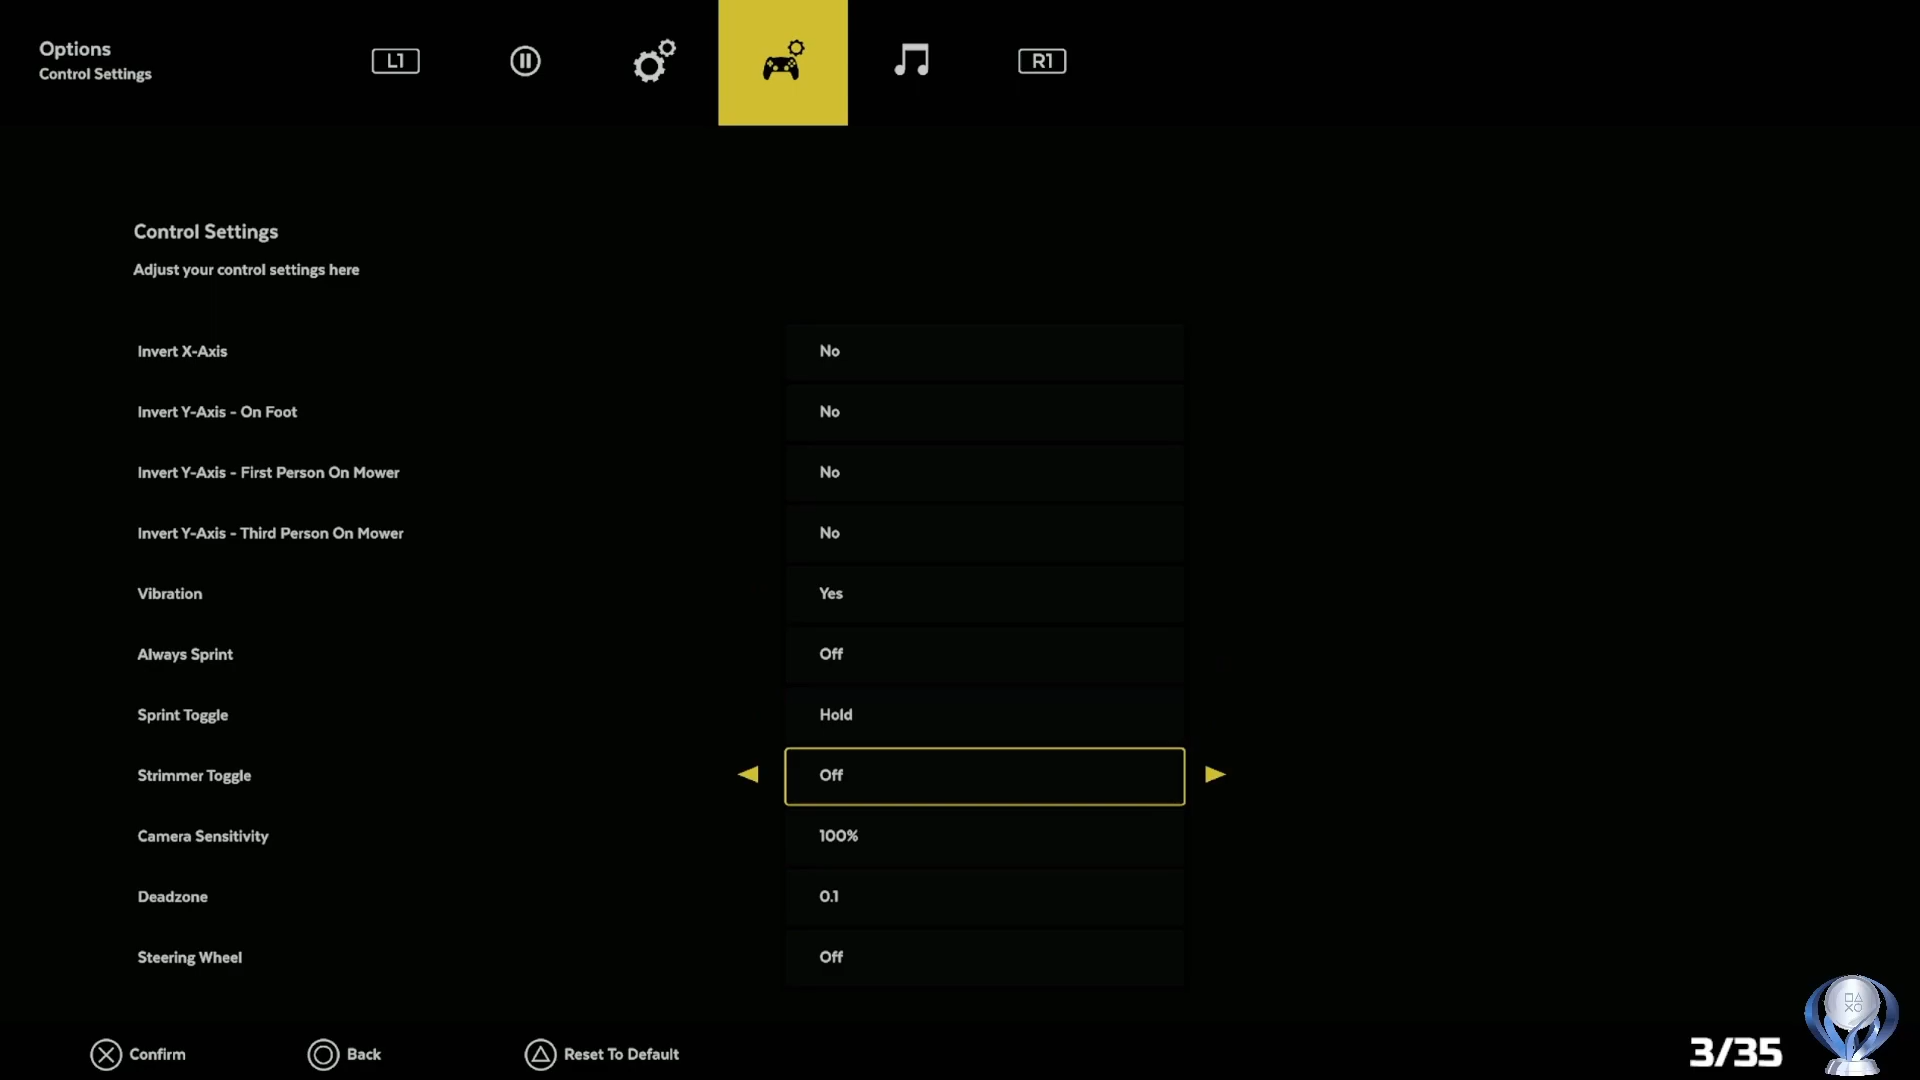 Options
Control Settings
L1
R1
Control Settings
Adjust your control settings here
Invert X-Axis No
Invert Y-Axis - On Foot No
Invert Y-Axis - First Person On Mower No
Invert Y-Axis - Third Person On Mower No
Vibration Yes
Always Sprint Off
Sprint Toggle Hold
Strimmer Toggle Off
Camera Sensitivity 100%
Deadzone 0.1
Steering Wheel Off
Confirm Back Reset To Default
3/35